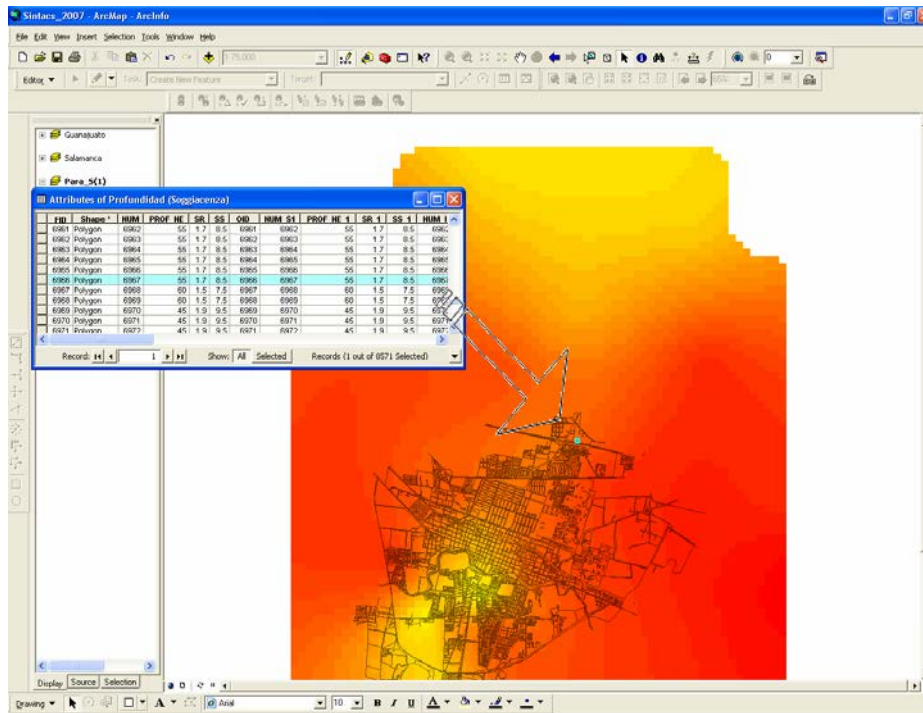 Sintacs_2007 - ArcMap - ArcInfo
File Edit View Insert Selection Tools Window Help
1:75,000
Editor Task: Create New Feature Target:
Guanajuato
Salamanca
Para_S(1)
Attributes of Profundidad (Soggiacenza)
FID Shape * NUM PROF_NE SR SS OID NUM_S1 PROF_NE_1 SR_1 SS_1
6961 Polygon 6962 55 1.7 8.5 6961 6962 55 1.7 8.5
6962 Polygon 6963 55 1.7 8.5 6962 6963 55 1.7 8.5
6963 Polygon 6964 55 1.7 8.5 6963 6964 55 1.7 8.5
6964 Polygon 6965 55 1.7 8.5 6964 6965 55 1.7 8.5
6965 Polygon 6966 55 1.7 8.5 6965 6966 55 1.7 8.5
6966 Polygon 6967 55 1.7 8.5 6966 6967 55 1.7 8.5
6967 Polygon 6968 60 1.5 7.5 6967 6968 60 1.5 7.5
6968 Polygon 6969 60 1.5 7.5 6968 6969 60 1.5 7.5
6969 Polygon 6970 45 1.9 9.5 6969 6970 45 1.9 9.5
6970 Polygon 6971 45 1.9 9.5 6970 6971 45 1.9 9.5
6971 Polygon 6972 45 1.9 9.5 6971 6972 45 1.9 9.5
Record: 1 Show: All Selected Records (1 out of 8571 Selected)
Display Source Selection
Drawing A Arial 10 B I U A